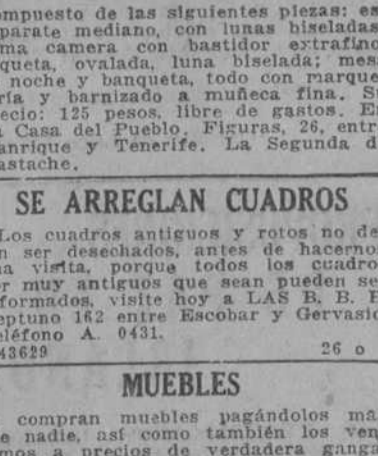 ompuesto de las siguientes piezas: es
parate mediano, con lunas biseladas
ma camera con bastidor extrafino
queta, ovalada, luna biselada; mes
noche y banqueta, todo con marque
ría y barnizado a muñeca fina. S
ecio: 125 pesos, libre de gastos. E
a Casa del Pueblo. Figuras, 26, entr
anrique y Tenerife. La Segunda d
astache.
SE ARREGLAN CUADROS
Los cuadros antiguos y rotos no de
n ser desechados, antes de hacerno
na visita, porque todos los cuadro
or muy antiguos que sean pueden se
formados, visite hoy a LAS B. B. B
eptuno 162 entre Escobar y Gervasio
eléfono A. 0431.
43629 26 o
MUEBLES
compran muebles pagándolos má
e nadie, así como también los ven
mos a precios de verdadera ganga